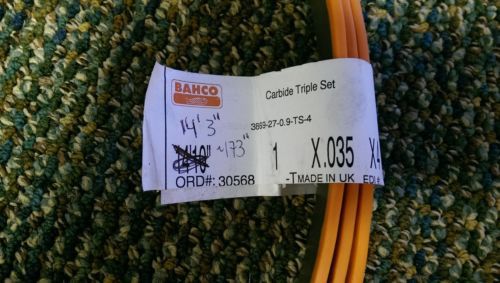 BAHCO
Carbide Triple Set
3869-27-0.9-TS-4
14' 3"
~173"
1 X.035
ORD#: 30568
-T MADE IN UK EDI #